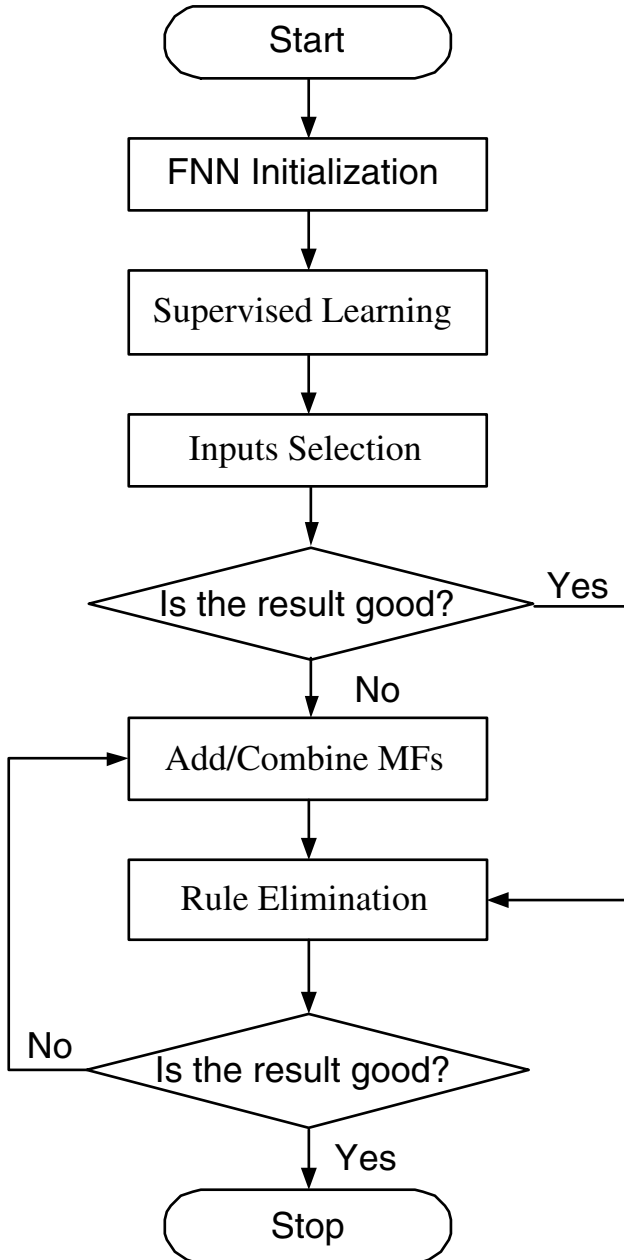 Start
FNN Initialization
Supervised Learning
Inputs Selection
Is the result good?
Yes
No
Add/Combine MFs
Rule Elimination
No
Is the result good?
Yes
Stop